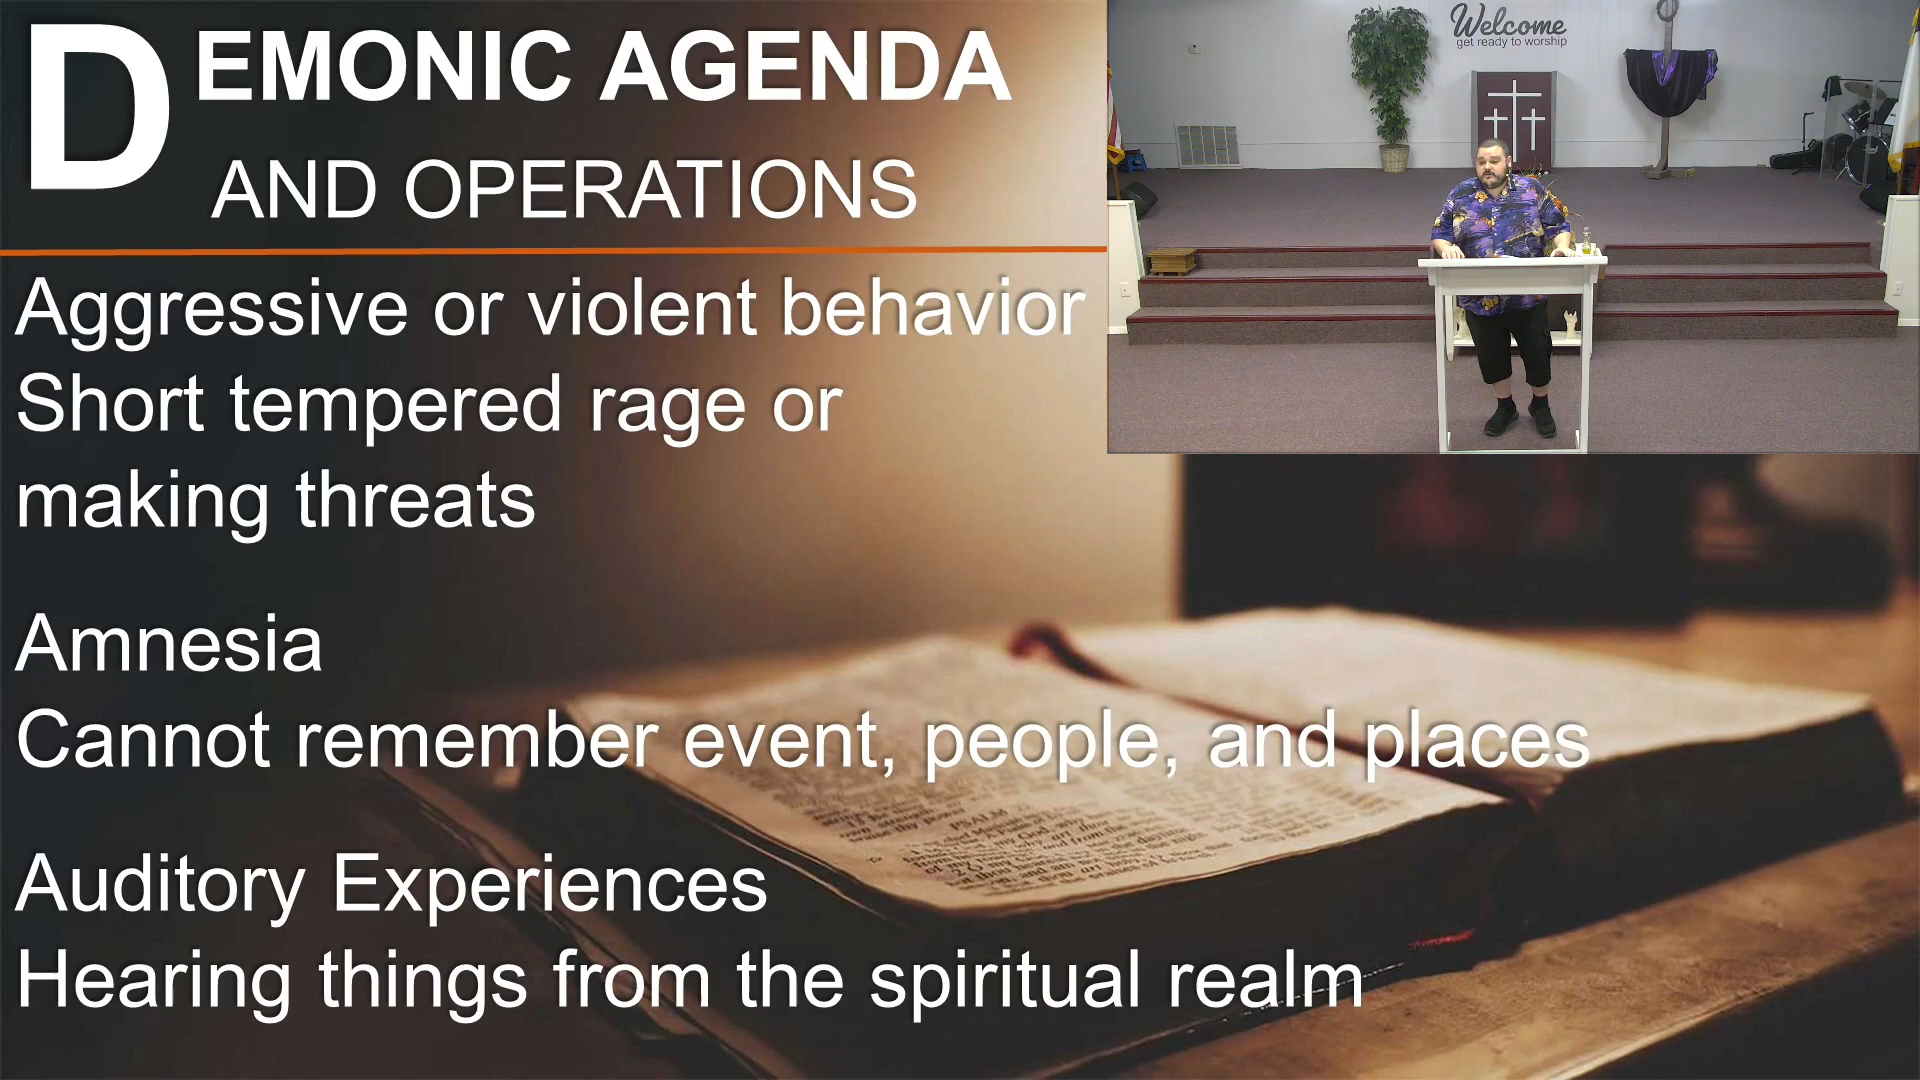 DEMONIC AGENDA
AND OPERATIONS
Welcome
get ready to worship
Aggressive or violent behavior
Short tempered rage or
making threats
Amnesia
Cannot remember event, people, and places
Auditory Experiences
Hearing things from the spiritual realm
PSALM